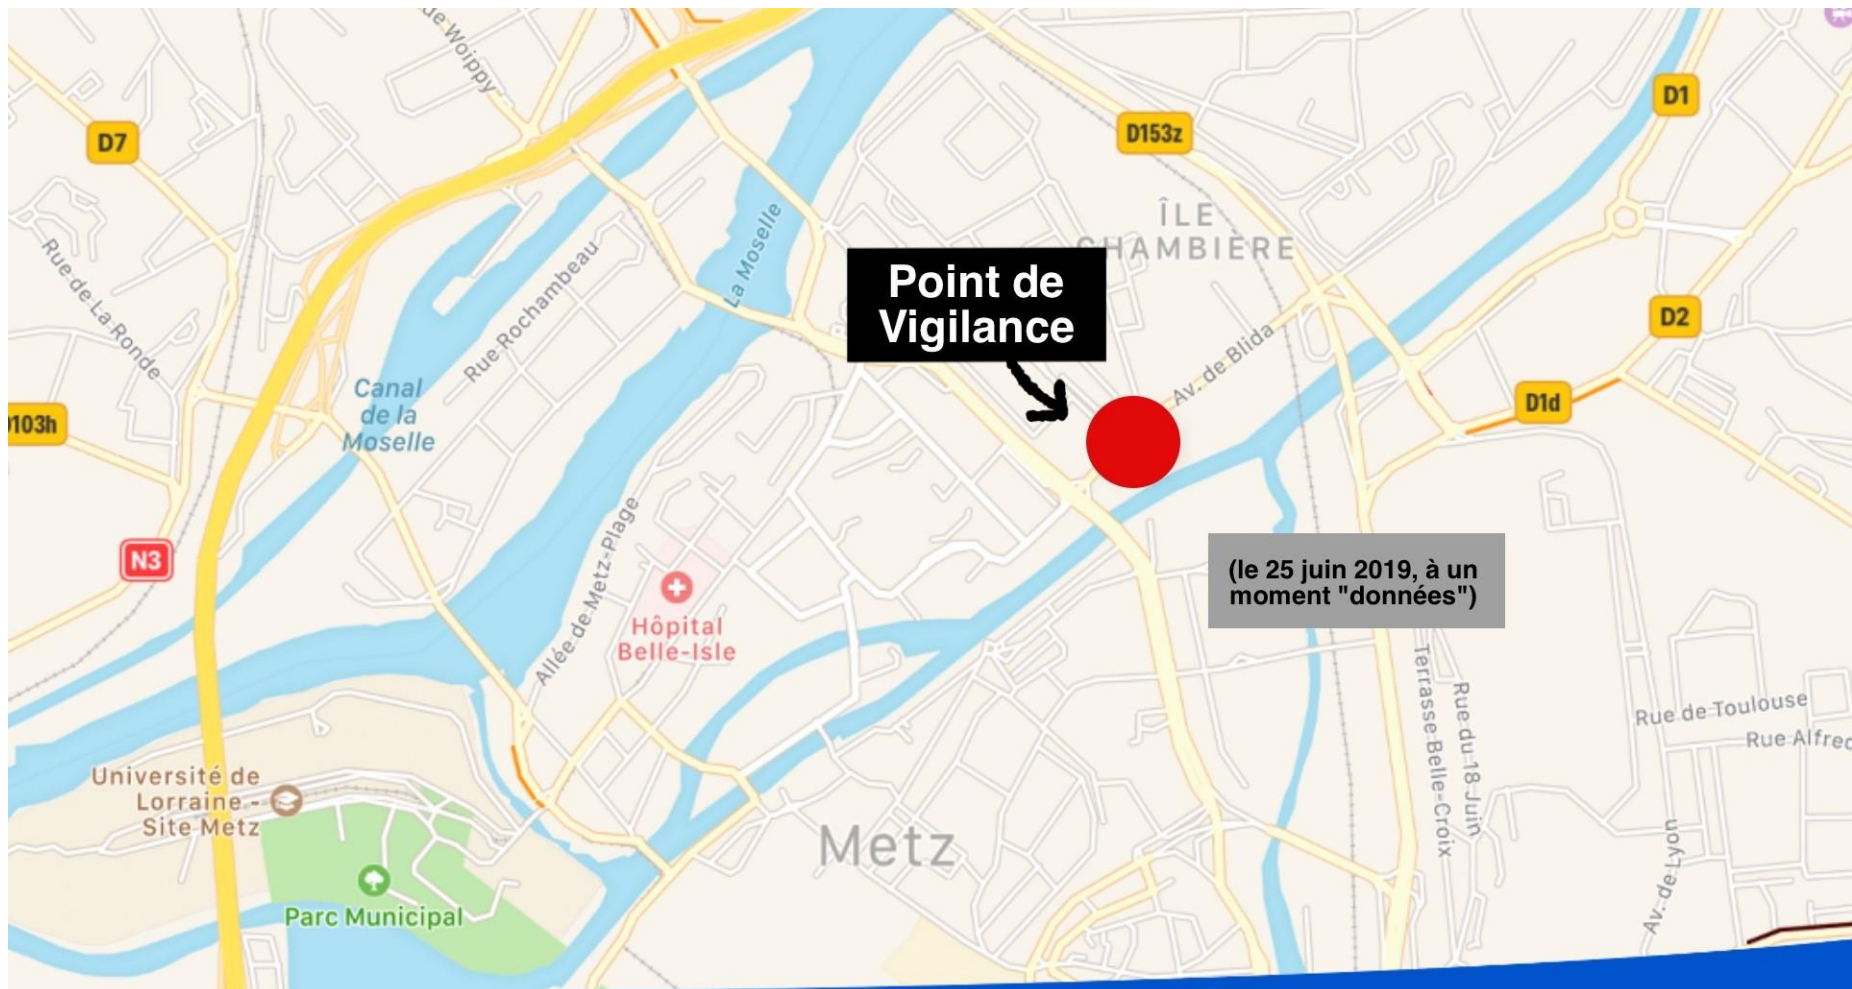 de Woippy
D1
D153z
D7
ÎLE
CHAMBIÈRE
La Moselle
Rue de La Ronde
Rue Rochambeau
Point de
Vigilance
D2
Av. de Blida
Canal
de la
Moselle
D1d
D103h
N3
Allée de Metz-Plage
(le 25 juin 2019, à un
moment "données")
Hôpital
Belle-Isle
Terrasse Belle-Croix
Rue du 18 Juin
Rue de Toulouse
Rue Alfred
Université de
Lorraine -
Site Metz
Metz
Av. de Lyon
Parc Municipal